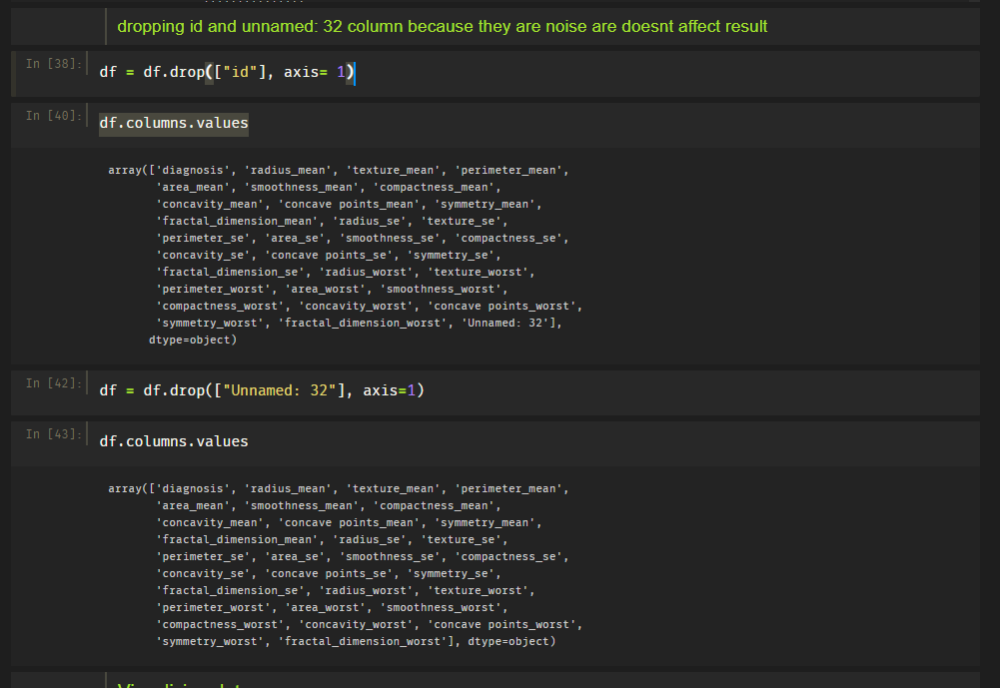 dropping id and unnamed: 32 column because they are noise are doesnt affect result
In [38]:
df = df.drop(["id"], axis= 1)
In [40]:
df.columns.values
array(['diagnosis', 'radius_mean', 'texture_mean', 'perimeter_mean',
'area_mean', 'smoothness_mean', 'compactness_mean',
'concavity_mean', 'concave points_mean', 'symmetry_mean',
'fractal_dimension_mean', 'radius_se', 'texture_se',
'perimeter_se', 'area_se', 'smoothness_se', 'compactness_se',
'concavity_se', 'concave points_se', 'symmetry_se',
'fractal_dimension_se', 'radius_worst', 'texture_worst',
'perimeter_worst', 'area_worst', 'smoothness_worst',
'compactness_worst', 'concavity_worst', 'concave points_worst',
'symmetry_worst', 'fractal_dimension_worst', 'Unnamed: 32'],
dtype=object)
In [42]:
df = df.drop(["Unnamed: 32"], axis=1)
In [43]:
df.columns.values
array(['diagnosis', 'radius_mean', 'texture_mean', 'perimeter_mean',
'area_mean', 'smoothness_mean', 'compactness_mean',
'concavity_mean', 'concave points_mean', 'symmetry_mean',
'fractal_dimension_mean', 'radius_se', 'texture_se',
'perimeter_se', 'area_se', 'smoothness_se', 'compactness_se',
'concavity_se', 'concave points_se', 'symmetry_se',
'fractal_dimension_se', 'radius_worst', 'texture_worst',
'perimeter_worst', 'area_worst', 'smoothness_worst',
'compactness_worst', 'concavity_worst', 'concave points_worst',
'symmetry_worst', 'fractal_dimension_worst'], dtype=object)